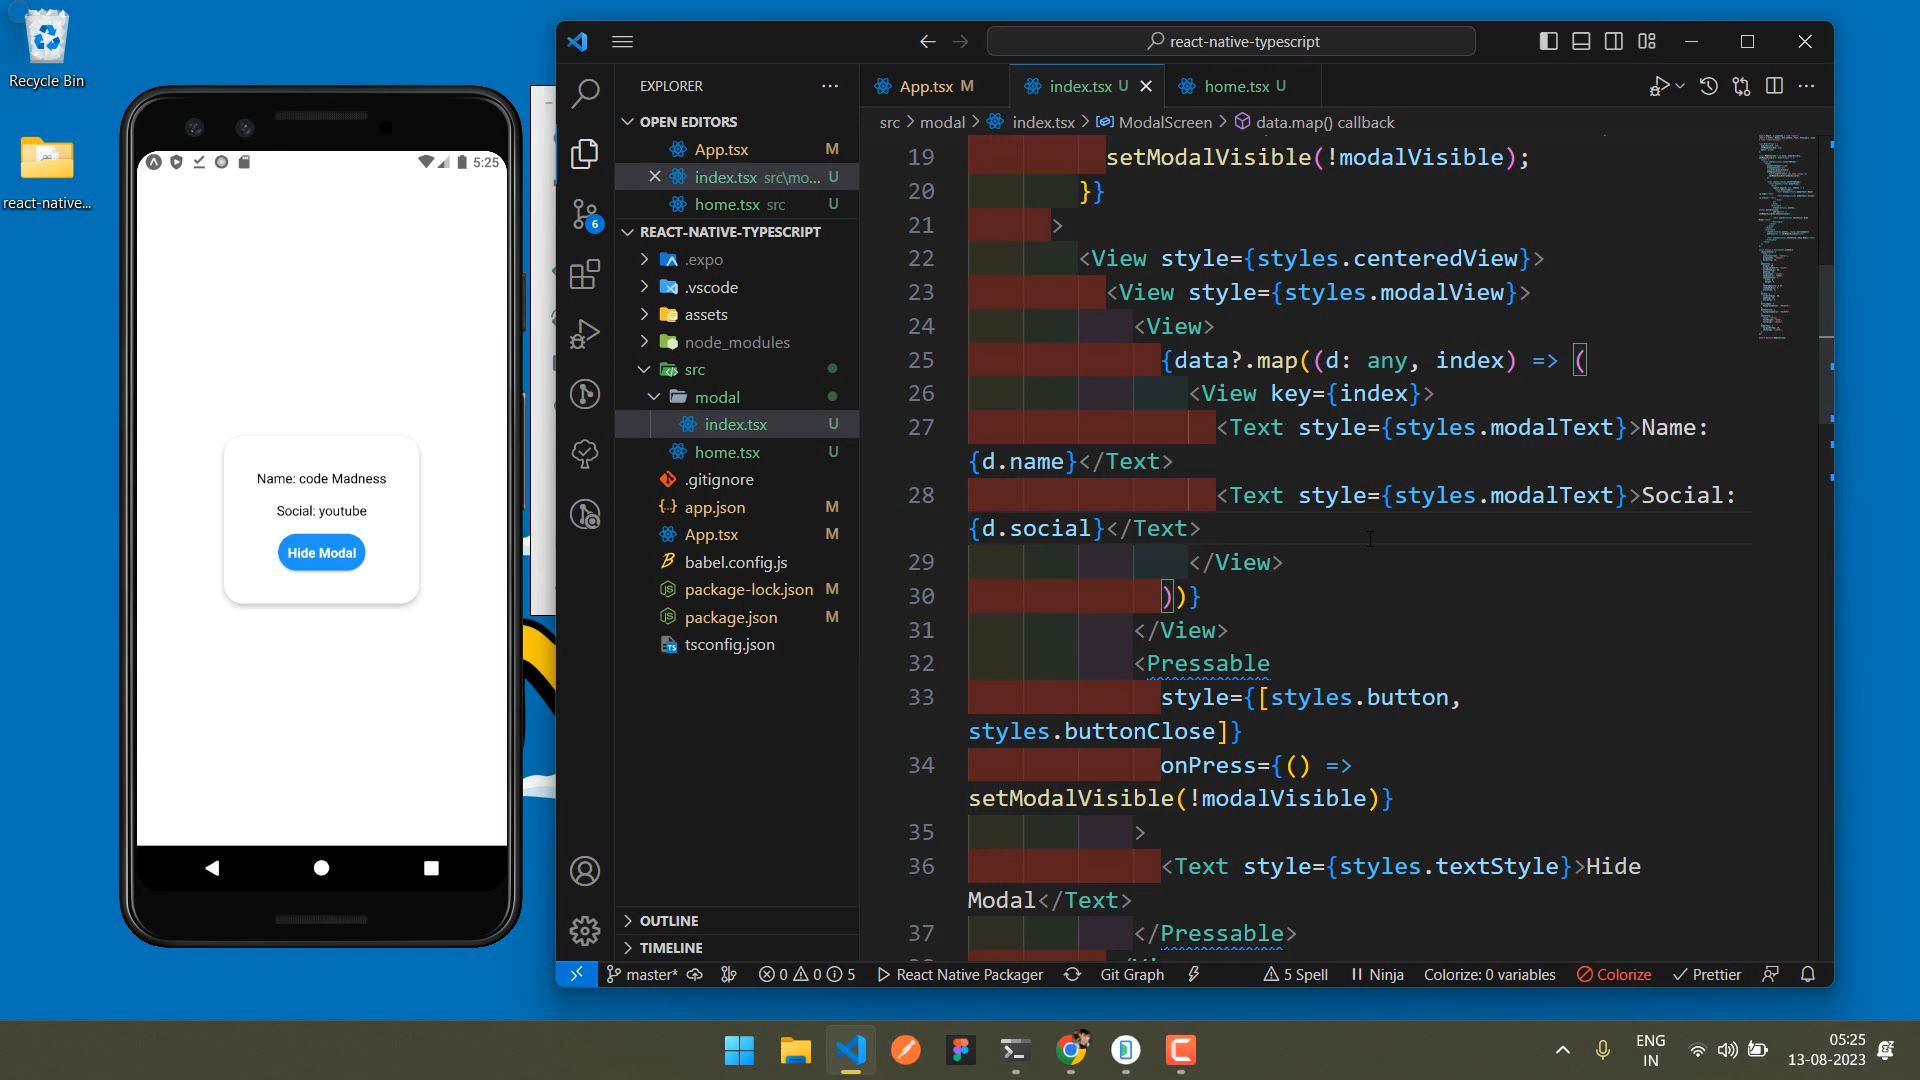 Recycle Bin
react-native...
5:25
Name: code Madness
Social: youtube
Hide Modal
react-native-typescript
EXPLORER
OPEN EDITORS
App.tsx M
index.tsx src\mo... U
home.tsx src U
REACT-NATIVE-TYPESCRIPT
.expo
.vscode
assets
node_modules
src
modal
index.tsx U
home.tsx U
.gitignore
app.json M
App.tsx M
babel.config.js
package-lock.json M
package.json M
tsconfig.json
OUTLINE
TIMELINE
6
App.tsx M
index.tsx U
home.tsx U
src > modal > index.tsx > ModalScreen > data.map() callback
19 setModalVisible(!modalVisible);
20 }}
21 >
22 <View style={styles.centeredView}>
23 <View style={styles.modalView}>
24 <View>
25 {data?.map((d: any, index) => (
26 <View key={index}>
27 <Text style={styles.modalText}>Name:
{d.name}</Text>
28 <Text style={styles.modalText}>Social:
{d.social}</Text>
29 </View>
30 ))}
31 </View>
32 <Pressable
33 style={[styles.button,
styles.buttonClose]}
34 onPress={() =>
setModalVisible(!modalVisible)}
35 >
36 <Text style={styles.textStyle}>Hide
Modal</Text>
37 </Pressable>
master* 0 0 5 React Native Packager Git Graph 5 Spell Ninja Colorize: 0 variables Colorize Prettier
ENG
IN
05:25
13-08-2023